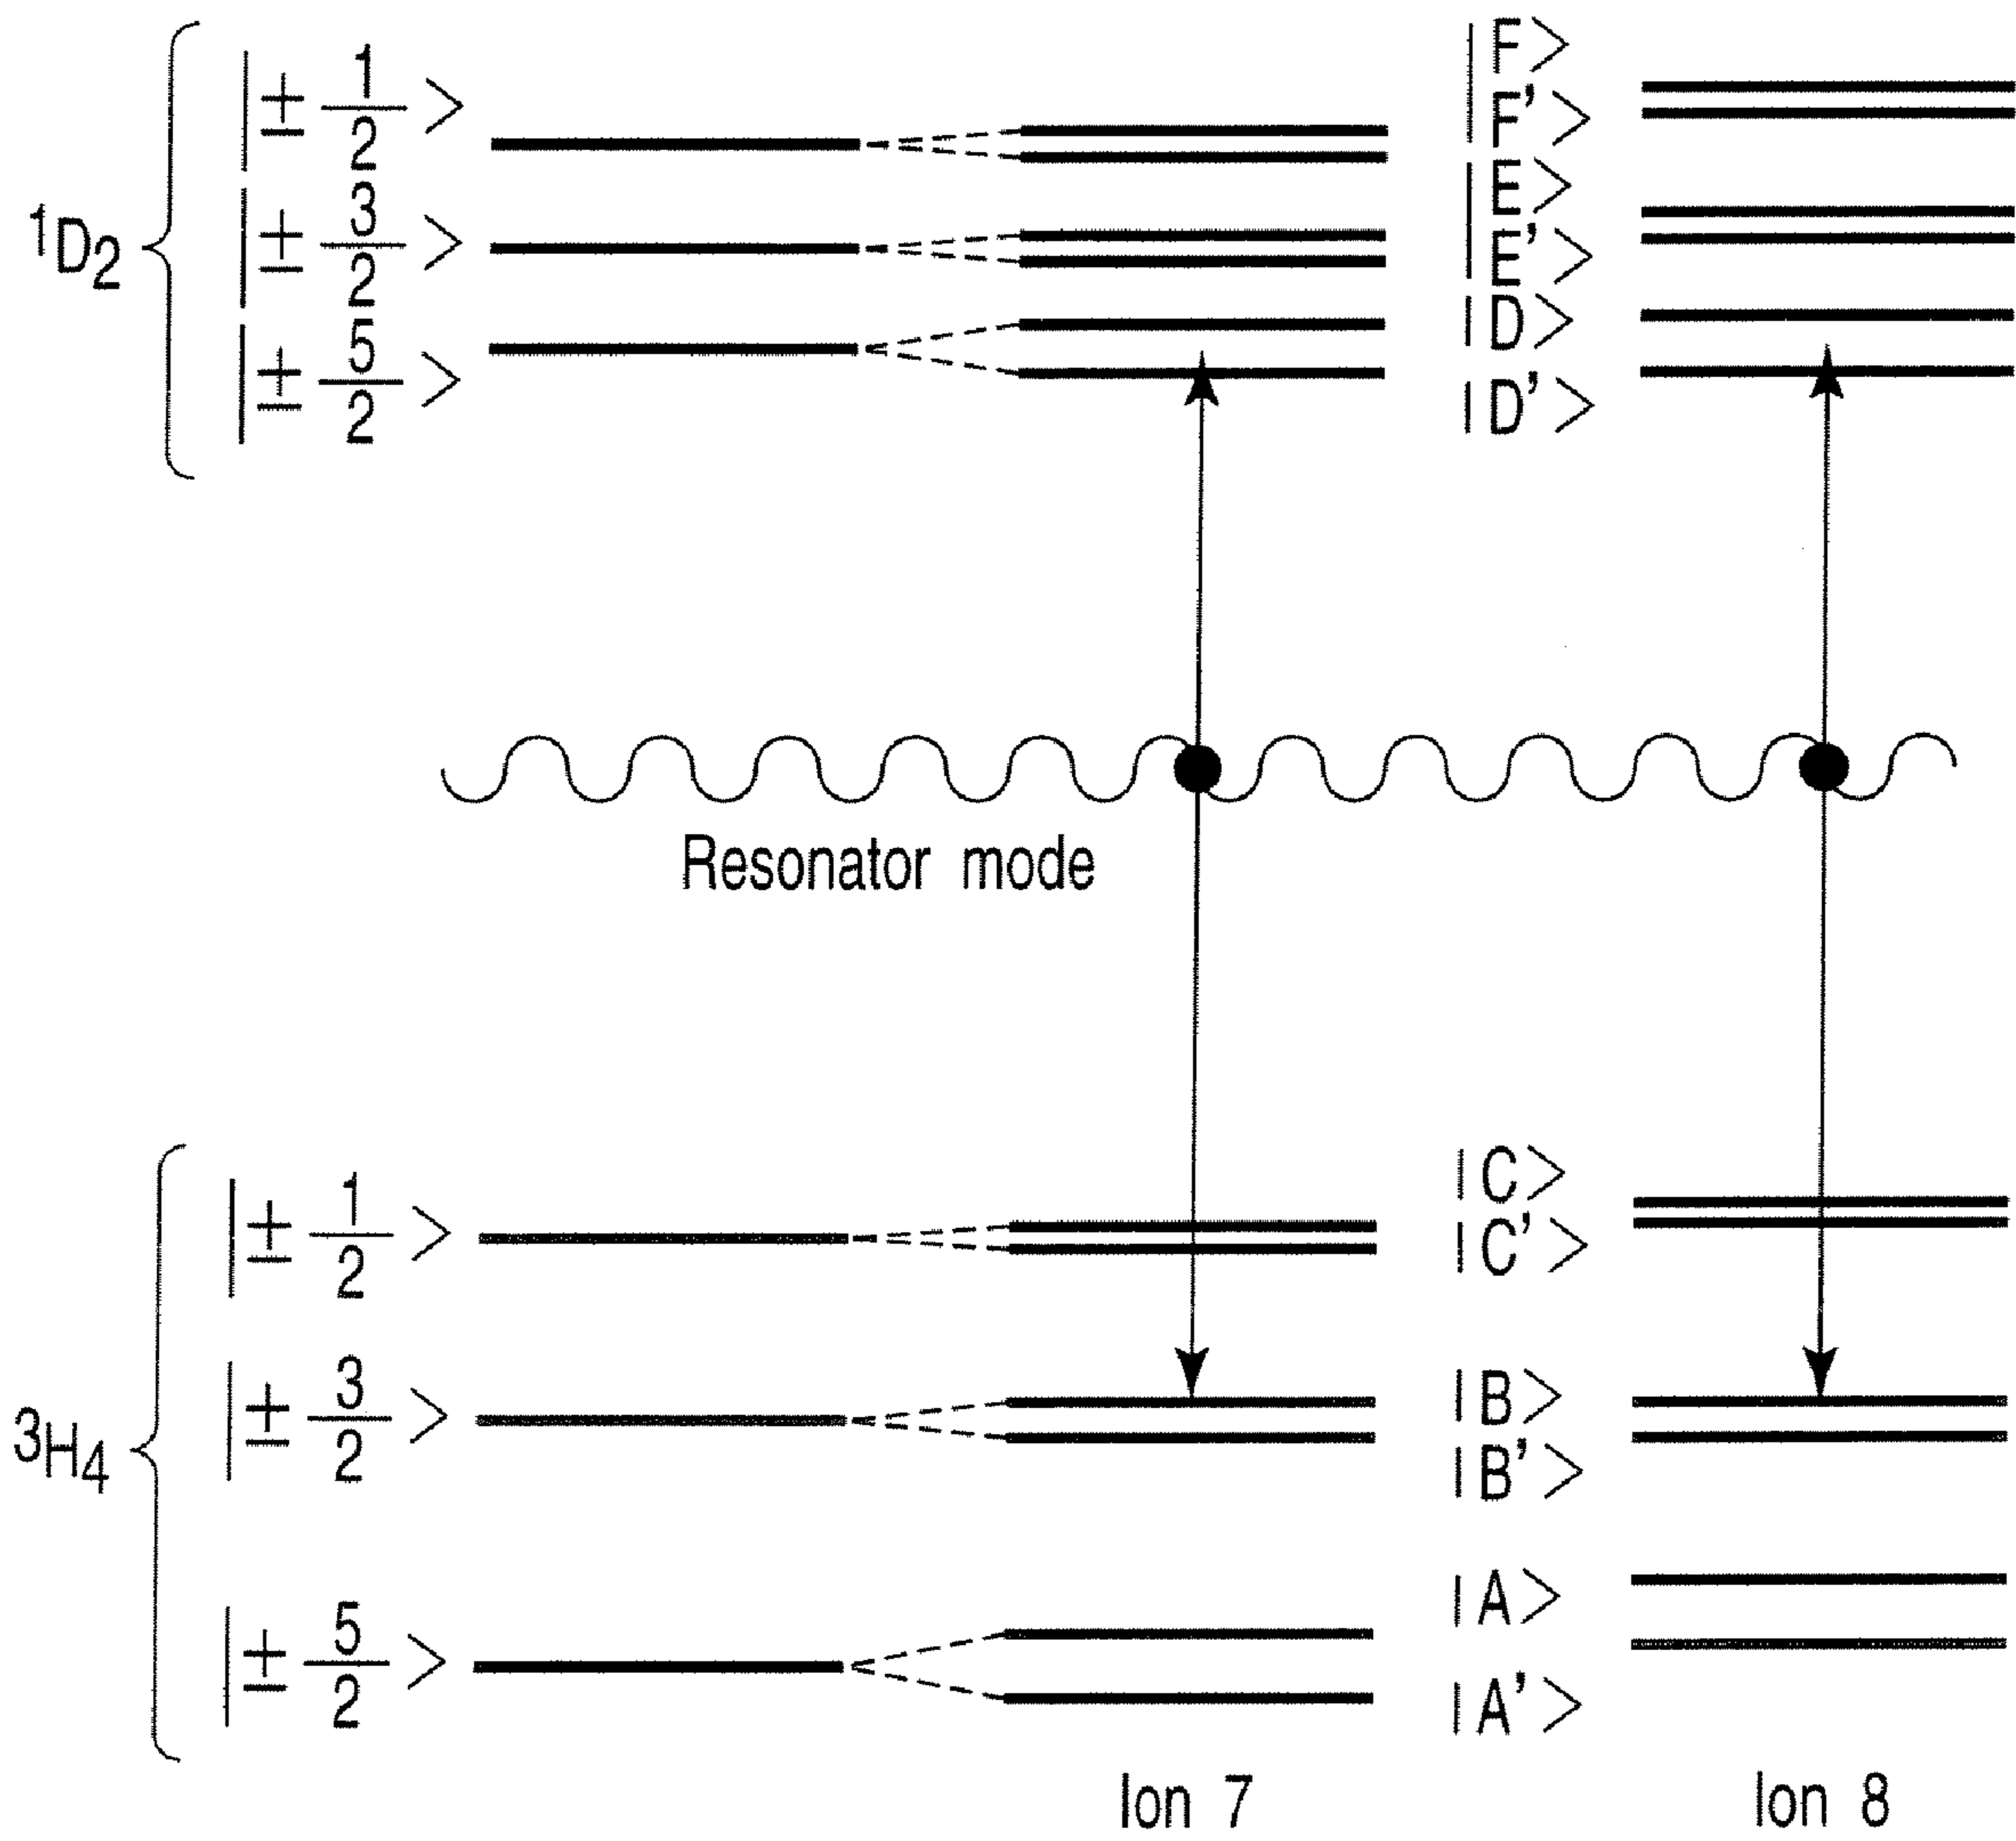 ¹D₂
|± 1/2 >
|± 3/2 >
|± 5/2 >
|F>
|F'>
|E>
|E'>
|D>
|D'>
Resonator mode
³H₄
|± 1/2 >
|± 3/2 >
|± 5/2 >
|C>
|C'>
|B>
|B'>
|A>
|A'>
Ion 7
Ion 8